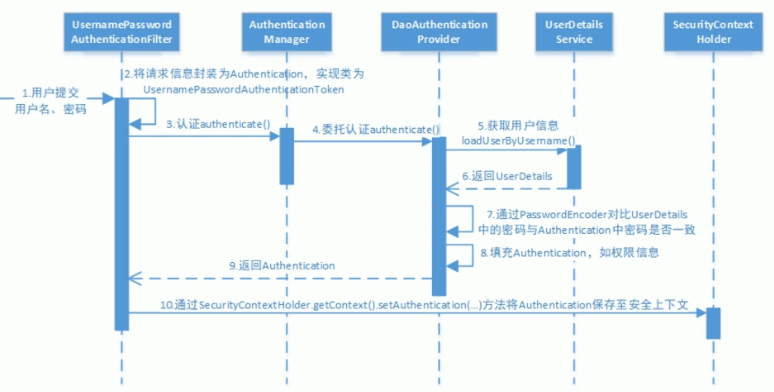 UsernamePassword
AuthenticationFilter
Authentication
Manager
DaoAuthentication
Provider
UserDetails
Service
SecurityContext
Holder
1.用户提交
用户名、密码
2.将请求信息封装为Authentication，实现类为
UsernamePasswordAuthenticationToken
3.认证authenticate()
4.委托认证authenticate()
5.获取用户信息
loadUserByUsername()
6.返回UserDetails
7.通过PasswordEncoder对比UserDetails
中的密码与Authentication中密码是否一致
8.填充Authentication，如权限信息
9.返回Authentication
10.通过SecurityContextHolder.getContext().setAuthentication(...)方法将Authentication保存至安全上下文